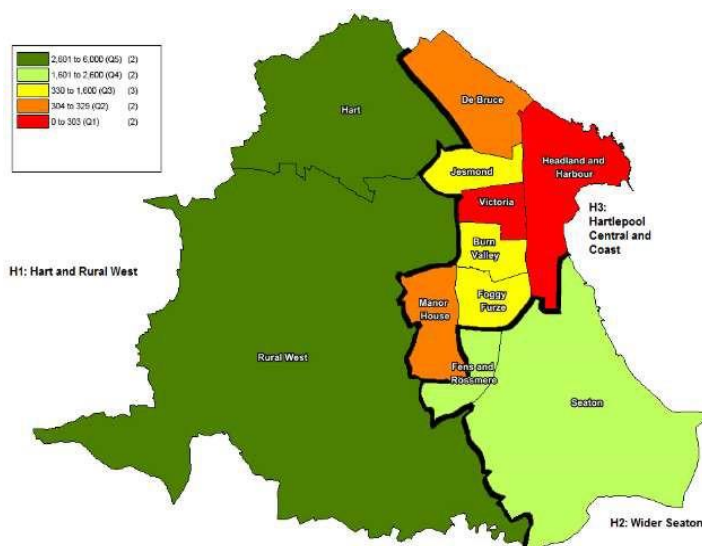 2,601 to 6,000 (Q5) (2)
1,601 to 2,600 (Q4) (2)
330 to 1,600 (Q3) (3)
304 to 329 (Q2) (2)
0 to 303 (Q1) (2)
De Bruce
Hart
Jesmond
Headland and
Harbour
Victoria
H3:
Hartlepool
Central and
Coast
Burn
Valley
H1: Hart and Rural West
Manor
House
Foggy
Furze
Rural West
Fens and
Rossmere
Seaton
H2: Wider Seaton